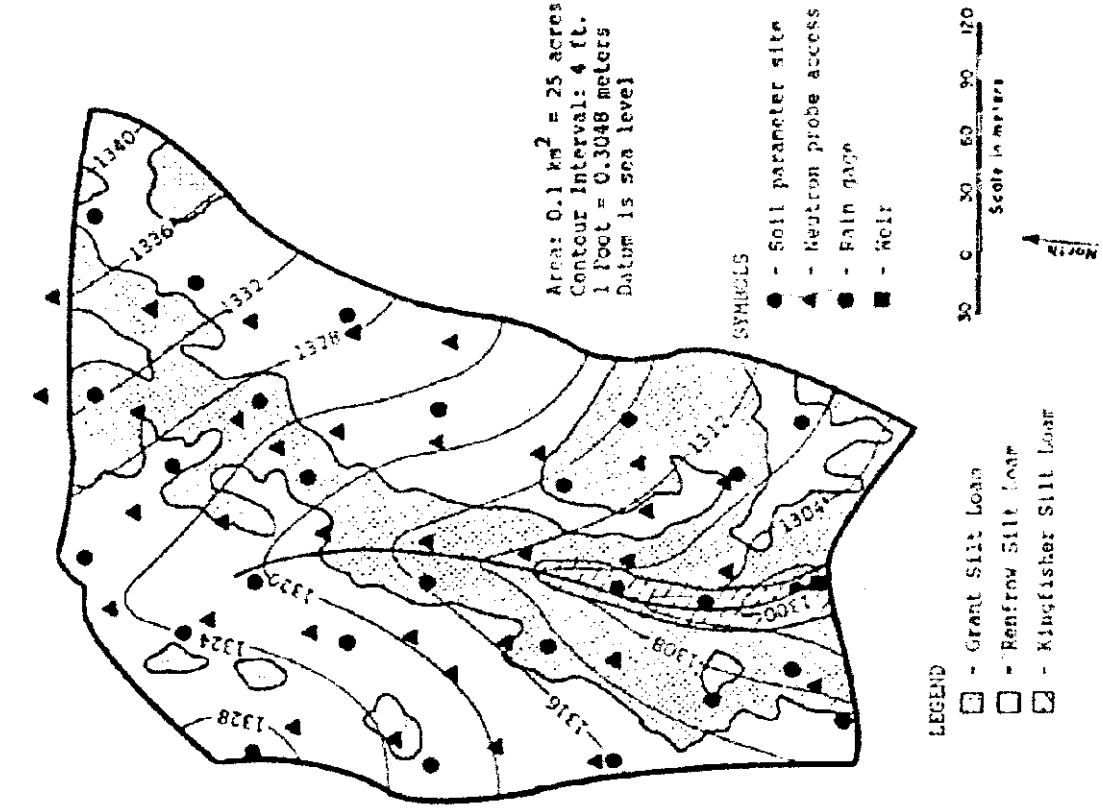 Area: 0.1 km² = 25 acres
Contour Interval: 4 ft.
1 Foot = 0.3048 meters
Datum is sea level
SYMBOLS
● - Soil parameter site
▲ - Neutron probe access
● - Rain gage
■ - Weir
30 0 30 60 90 120
Scale in meters
North
LEGEND
- Grant Silt Loam
- Renfrow Silt Loam
- Kingfisher Silt Loam
1340
1336
1332
1328
1324
1328
1320
1316
1312
1308
1304